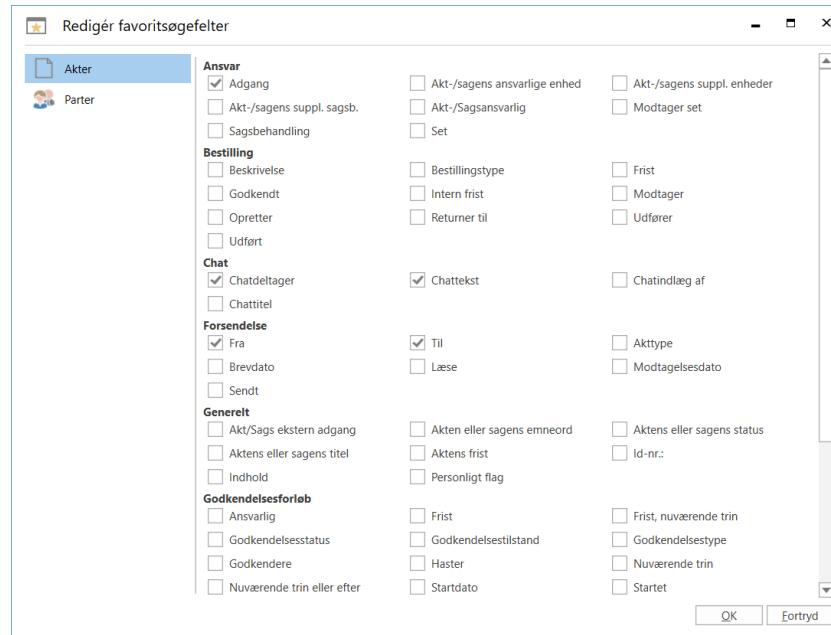 Redigér favoritsøgefelter
Akter
Parter
Ansvar
Adgang Akt-/sagens ansvarlige enhed Akt-/sagens suppl. enheder
Akt-/sagens suppl. sagsb. Akt-/Sagsansvarlig Modtager set
Sagsbehandling Set
Bestilling
Beskrivelse Bestillingstype Frist
Godkendt Intern frist Modtager
Opretter Returner til Udfører
Udført
Chat
Chatdeltager Chattekst Chatindlæg af
Chattitel
Forsendelse
Fra Til Akttype
Brevdato Læse Modtagelsesdato
Sendt
Generelt
Akt/Sags ekstern adgang Akten eller sagens emneord Aktens eller sagens status
Aktens eller sagens titel Aktens frist Id-nr.:
Indhold Personligt flag
Godkendelsesforløb
Ansvarlig Frist Frist, nuværende trin
Godkendelsesstatus Godkendelsestilstand Godkendelsestype
Godkendere Haster Nuværende trin
Nuværende trin eller efter Startdato Startet
OK Fortryd